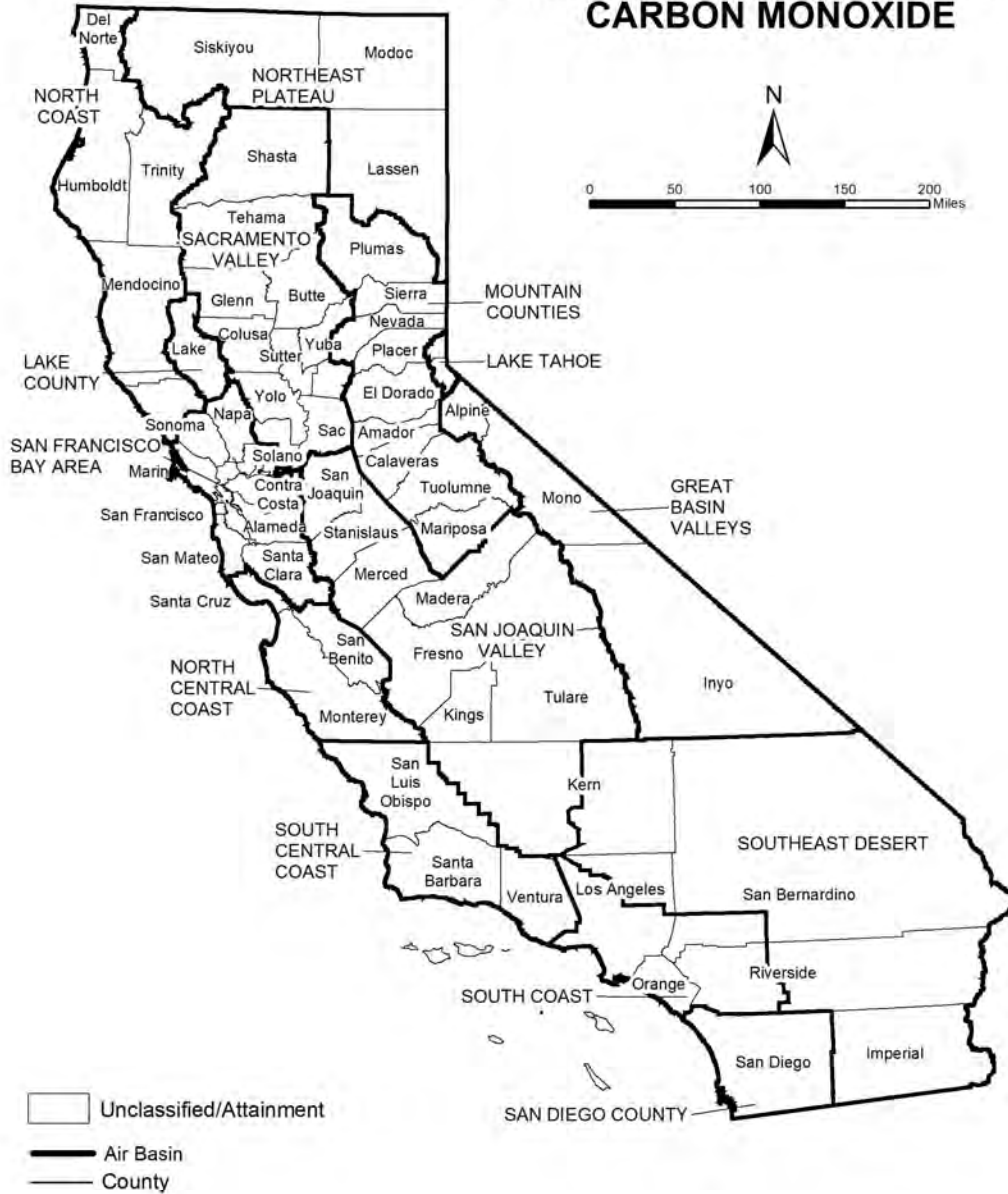 CARBON MONOXIDE
Del
Norte
Siskiyou
Modoc
NORTHEAST
PLATEAU
NORTH
COAST
N
0 50 100 150 200
Miles
Humboldt
Trinity
Shasta
Lassen
Tehama
SACRAMENTO
VALLEY
Plumas
Mendocino
Glenn
Butte
Sierra
MOUNTAIN
COUNTIES
Nevada
Colusa
Sutter
Yuba
Placer
Lake
LAKE TAHOE
LAKE
COUNTY
Yolo
El Dorado
Napa
Sonoma
Sac
Amador
Alpine
SAN FRANCISCO
BAY AREA
Marin
Solano
Calaveras
Contra
Costa
San
Joaquin
Tuolumne
Mono
GREAT
BASIN
VALLEYS
San Francisco
Alameda
Stanislaus
Mariposa
San Mateo
Santa
Clara
Merced
Santa Cruz
Madera
San
Benito
SAN JOAQUIN
VALLEY
Fresno
NORTH
CENTRAL
COAST
Monterey
Kings
Tulare
Inyo
San
Luis
Obispo
Kern
SOUTH
CENTRAL
COAST
SOUTHEAST DESERT
Santa
Barbara
Ventura
Los Angeles
San Bernardino
Orange
Riverside
SOUTH COAST
San Diego
Imperial
SAN DIEGO COUNTY
Unclassified/Attainment
Air Basin
County